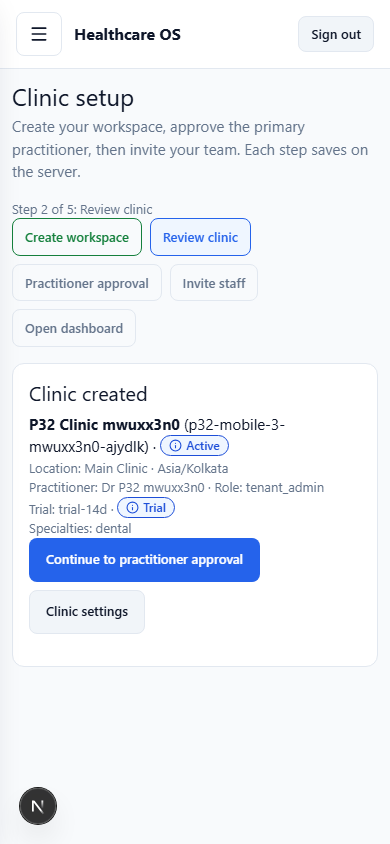 Healthcare OS
Sign out
Clinic setup
Create your workspace, approve the primary
practitioner, then invite your team. Each step saves on
the server.
Step 2 of 5: Review clinic
Create workspace
Review clinic
Practitioner approval
Invite staff
Open dashboard
Clinic created
P32 Clinic mwuxx3n0 (p32-mobile-3-
mwuxx3n0-ajydlk) · Active
Location: Main Clinic · Asia/Kolkata
Practitioner: Dr P32 mwuxx3n0 · Role: tenant_admin
Trial: trial-14d · Trial
Specialties: dental
Continue to practitioner approval
Clinic settings
N